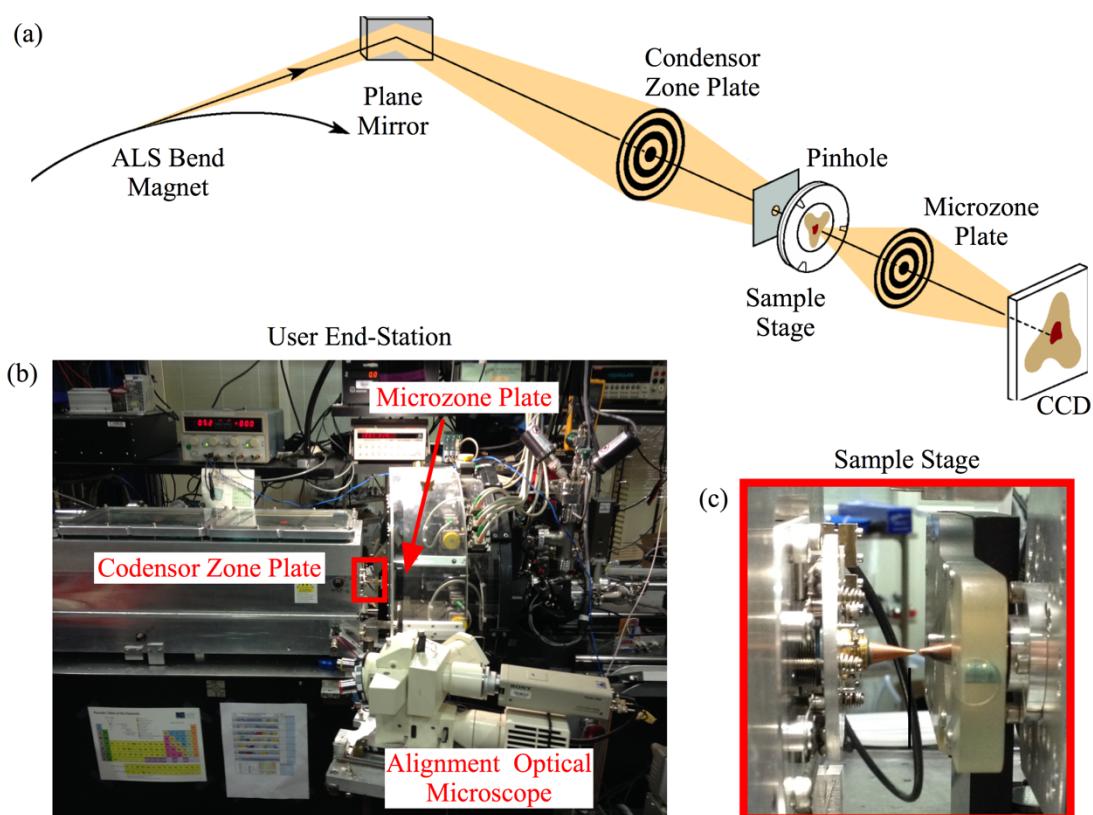 (a)
Plane
Mirror
ALS Bend
Magnet
Condensor
Zone Plate
Pinhole
Sample
Stage
Microzone
Plate
CCD
User End-Station
(b)
Microzone Plate
Codensor Zone Plate
Alignment Optical
Microscope
SONY
Sample Stage
(c)